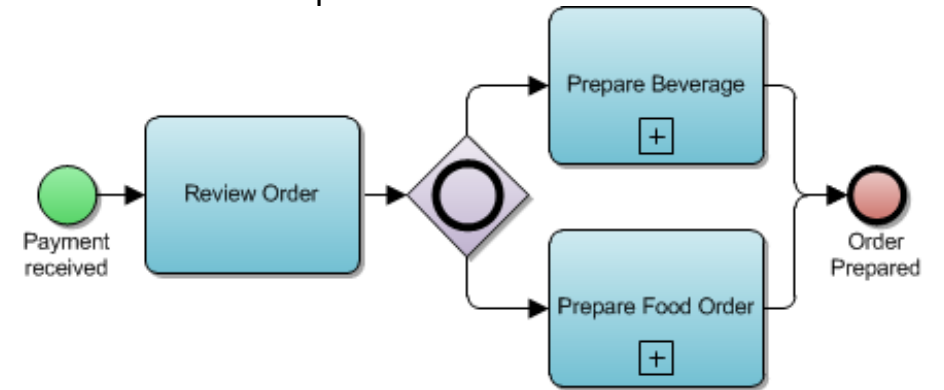 Prepare Beverage
Review Order
Payment
received
Order
Prepared
Prepare Food Order